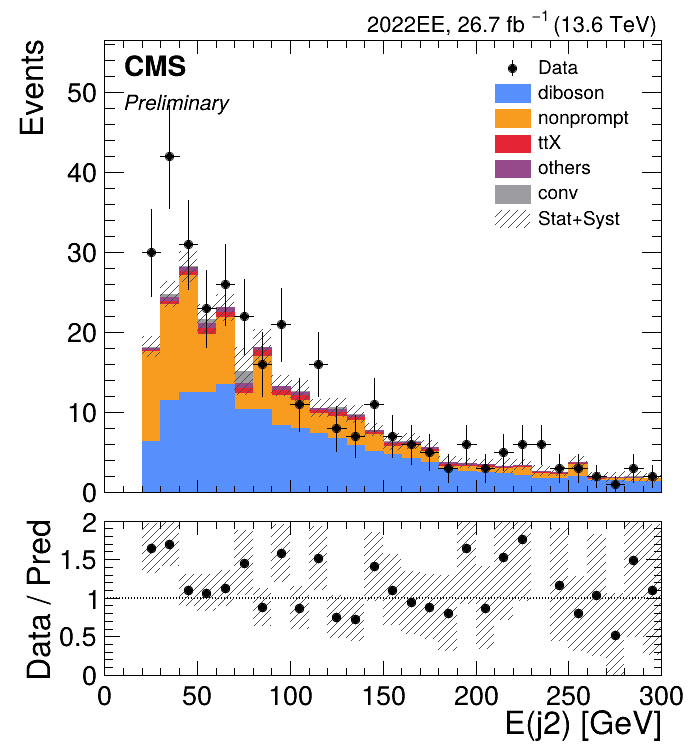 2022EE, 26.7 fb⁻¹ (13.6 TeV)
CMS
Preliminary
Events
50
40
30
20
10
0
Data
diboson
nonprompt
ttX
others
conv
Stat+Syst
Data / Pred
2
1.5
1
0.5
0
0 50 100 150 200 250 300
E(j2) [GeV]